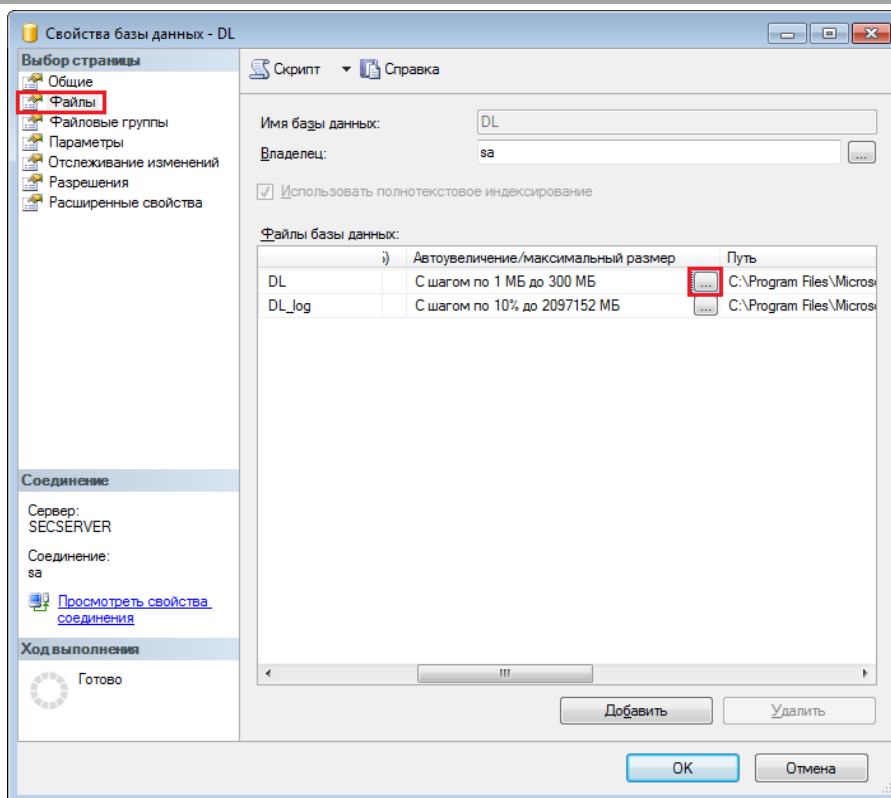 Свойства базы данных - DL
Выбор страницы
Общие
Файлы
Файловые группы
Параметры
Отслеживание изменений
Разрешения
Расширенные свойства
Соединение
Сервер:
SECSERVER
Соединение:
sa
Просмотреть свойства
соединения
Ход выполнения
Готово
Скрипт Справка
Имя базы данных: DL
Владелец: sa ...
Использовать полнотекстовое индексирование
Файлы базы данных:
) Автоувеличение/максимальный размер Путь
DL С шагом по 1 МБ до 300 МБ ... C:\Program Files\Micros
DL_log С шагом по 10% до 2097152 МБ ... C:\Program Files\Micros
Добавить Удалить
OK Отмена